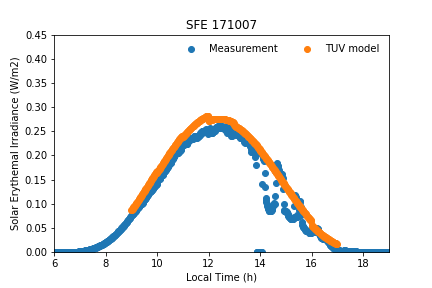 SFE 171007
Measurement
TUV model
Solar Erythemal Irradiance (W/m2)
0.45
0.40
0.35
0.30
0.25
0.20
0.15
0.10
0.05
0.00
6 8 10 12 14 16 18
Local Time (h)